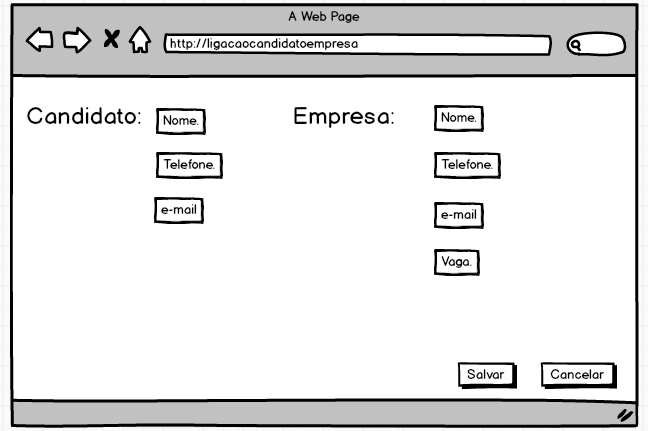 A Web Page
http://ligacaocandidatoempresa
Candidato:
Nome.
Telefone.
e-mail
Empresa:
Nome.
Telefone.
e-mail
Vaga.
Salvar
Cancelar